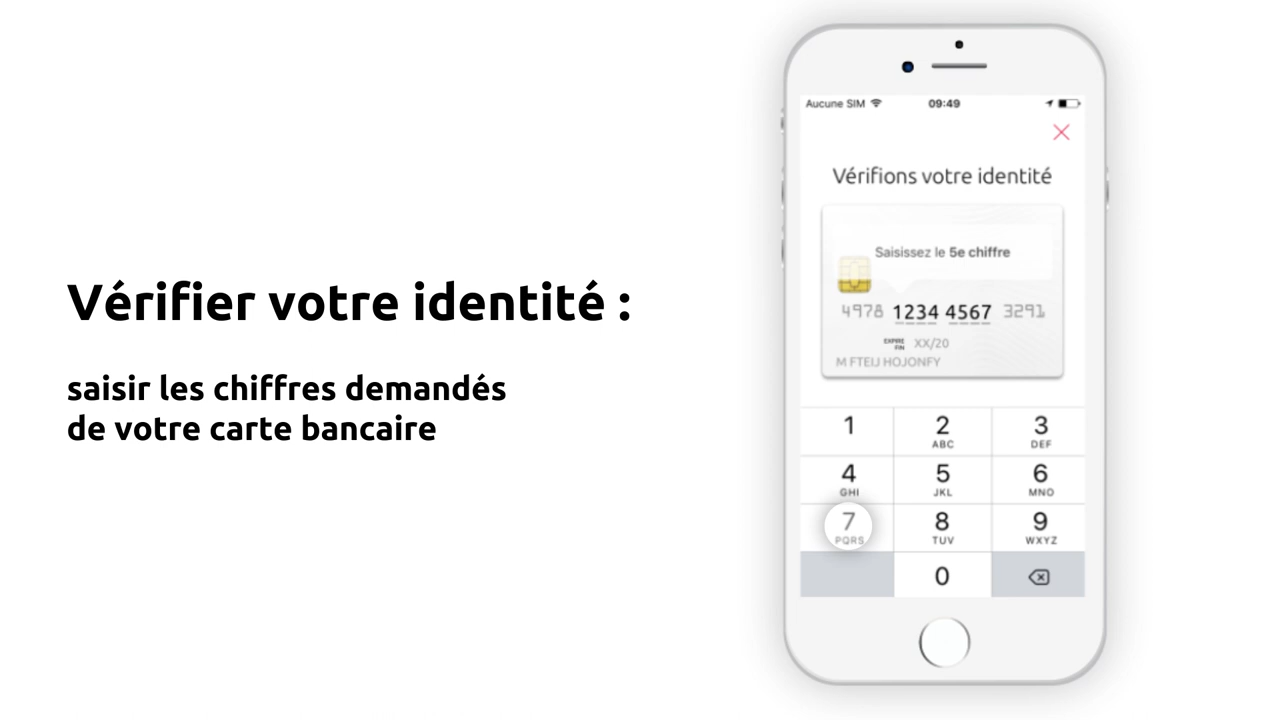 Vérifier votre identité :
saisir les chiffres demandés
de votre carte bancaire
Aucune SIM 09:49
Vérifions votre identité
Saisissez le 5e chiffre
4978 1234 4567 3291
EXPIRE
FIN
XX/20
M FTEIJ HOJONFY
1 2 3
ABC DEF
4 5 6
GHI JKL MNO
7 8 9
PQRS TUV WXYZ
0